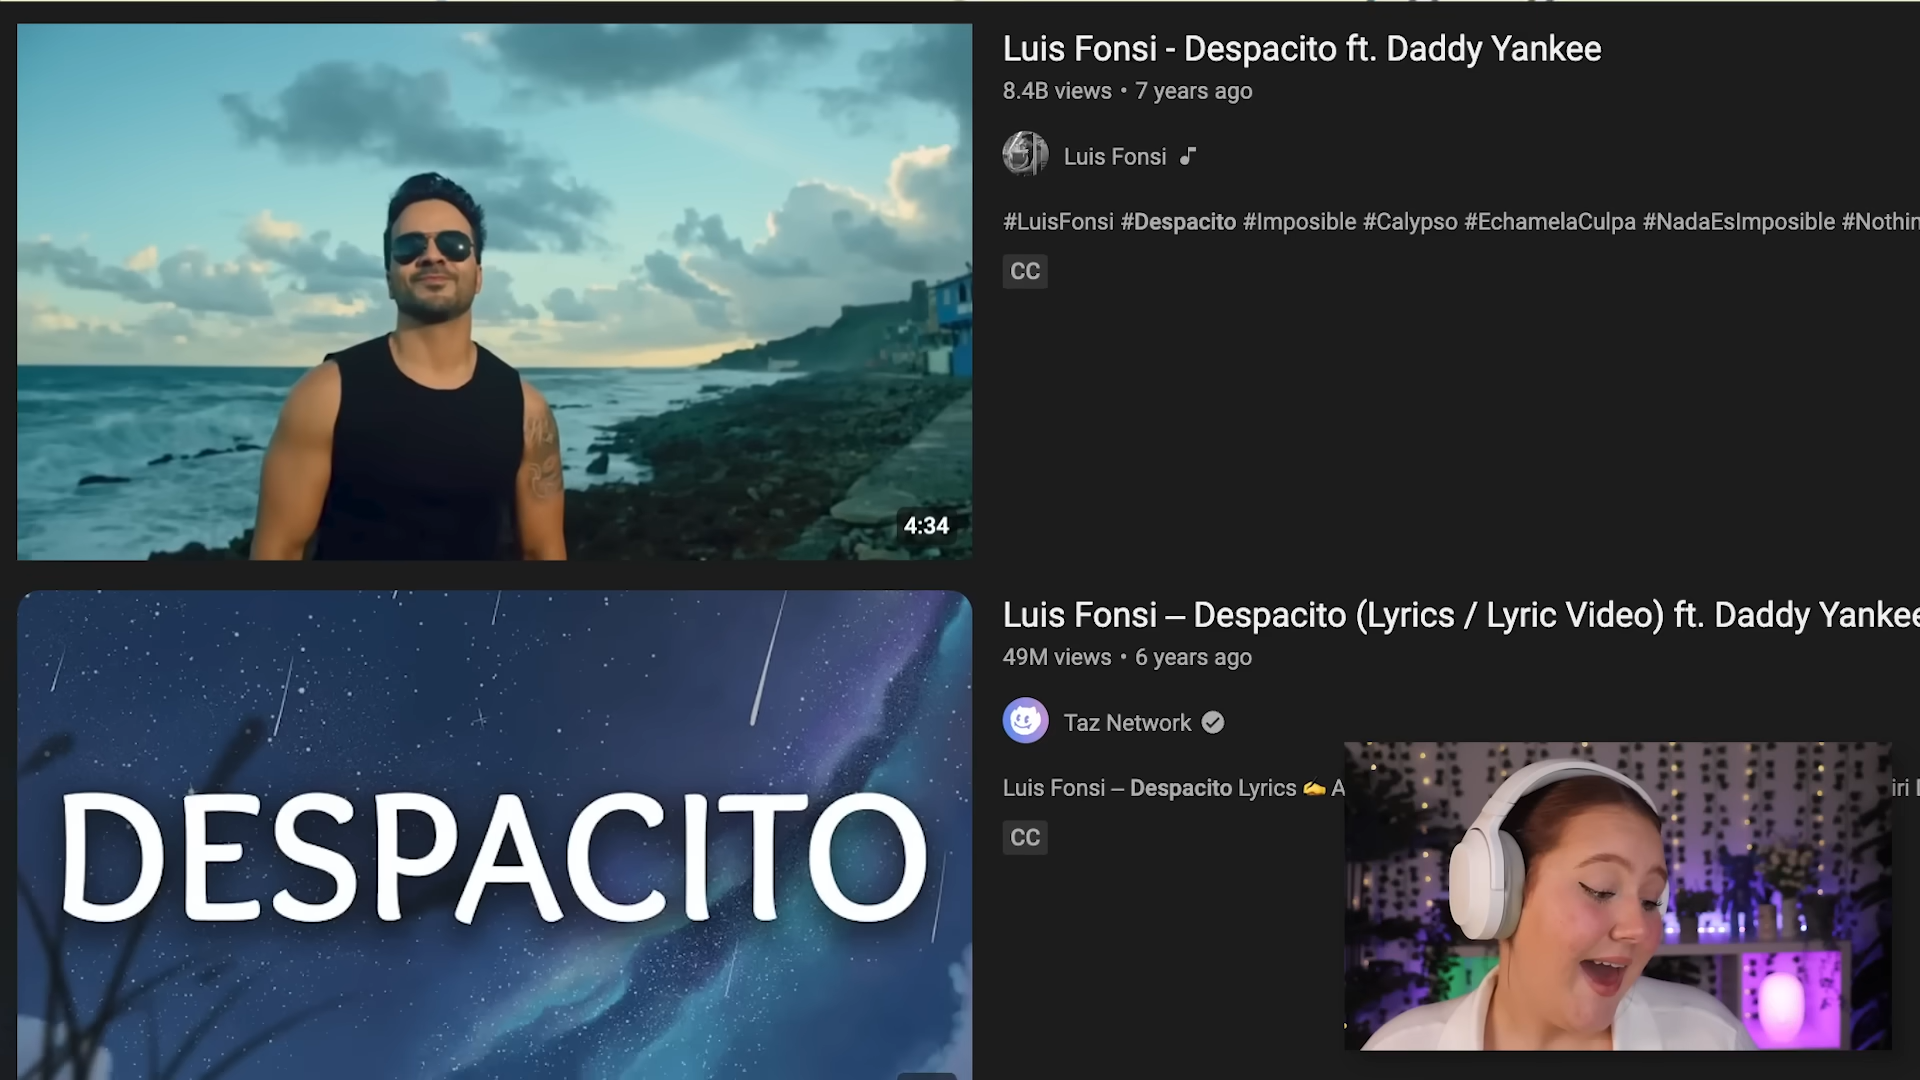 Luis Fonsi - Despacito ft. Daddy Yankee
8.4B views • 7 years ago
Luis Fonsi
#LuisFonsi #Despacito #Imposible #Calypso #EchamelaCulpa #NadaEsImposible #Nothin
CC
4:34
Luis Fonsi – Despacito (Lyrics / Lyric Video) ft. Daddy Yankee
49M views • 6 years ago
Taz Network
Luis Fonsi – Despacito Lyrics ✍️ A
CC
DESPACITO